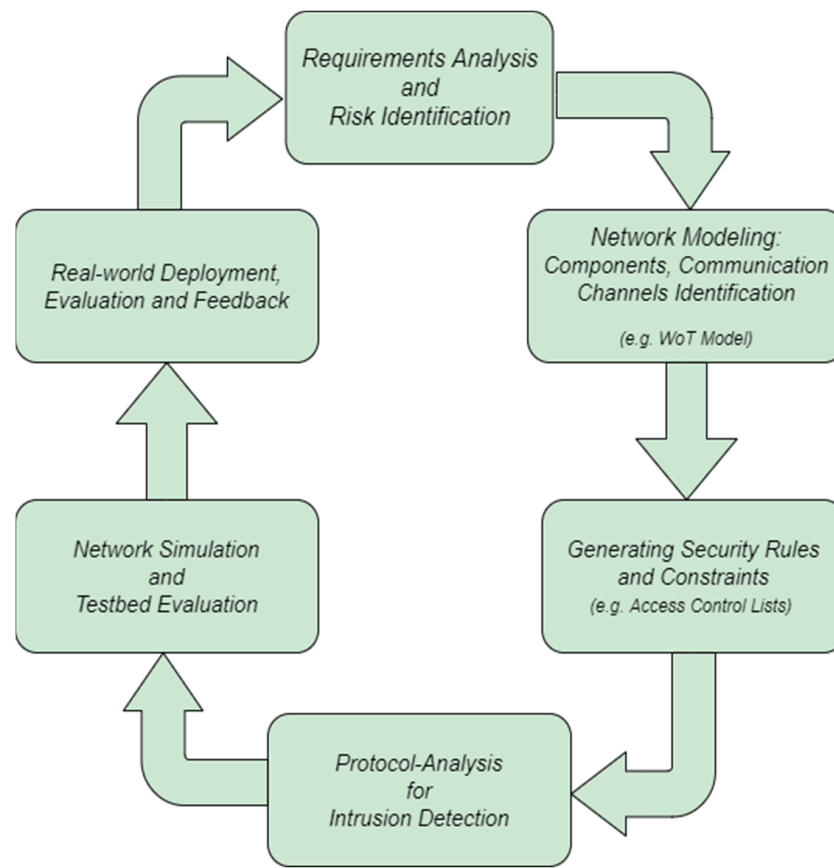 Requirements Analysis
and
Risk Identification
Network Modeling:
Components, Communication
Channels Identification
(e.g. WoT Model)
Generating Security Rules
and Constraints
(e.g. Access Control Lists)
Protocol-Analysis
for
Intrusion Detection
Network Simulation
and
Testbed Evaluation
Real-world Deployment,
Evaluation and Feedback